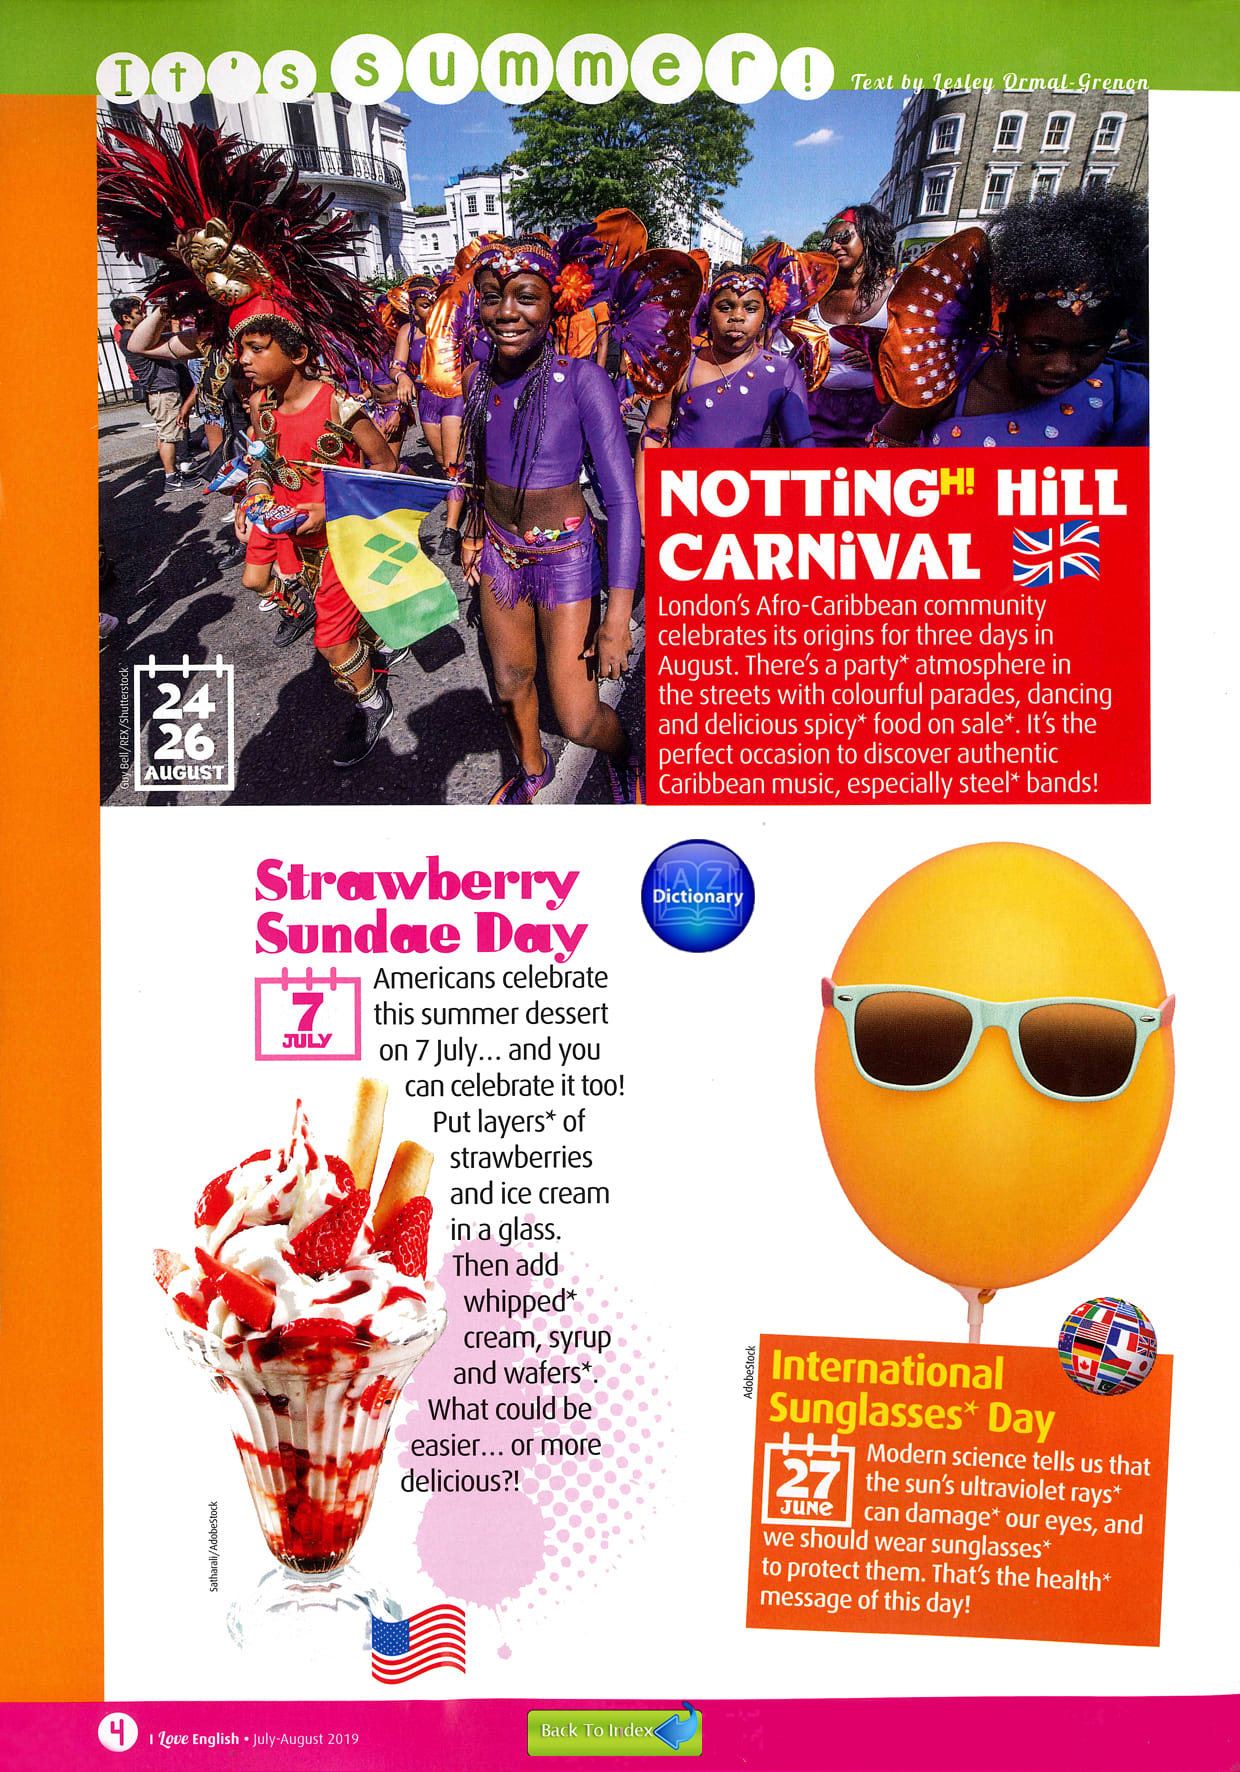 It's summer!
Text by Lesley Ormal-Grenon
Guy Bell/REX/Shutterstock
24
26
AUGUST
NOTTiNGH! HiLL
CARNiVAL
London's Afro-Caribbean community
celebrates its origins for three days in
August. There's a party* atmosphere in
the streets with colourful parades, dancing
and delicious spicy* food on sale*. It's the
perfect occasion to discover authentic
Caribbean music, especially steel* bands!
Strawberry
Sundae Day
7
JULY
Americans celebrate
this summer dessert
on 7 July... and you
can celebrate it too!
Put layers* of
strawberries
and ice cream
in a glass.
Then add
whipped*
cream, syrup
and wafers*.
What could be
easier... or more
delicious?!
Satharali/AdobeStock
A Z
Dictionary
AdobeStock
International
Sunglasses* Day
27
JUNe
Modern science tells us that
the sun's ultraviolet rays*
can damage* our eyes, and
we should wear sunglasses*
to protect them. That's the health*
message of this day!
4
I Love English • July-August 2019
Back To Index